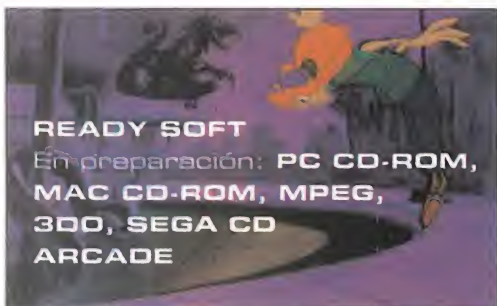 READY SOFT
En preparación: PC CD-ROM,
MAC CD-ROM, MPEG,
3DO, SEGA CD
ARCADE